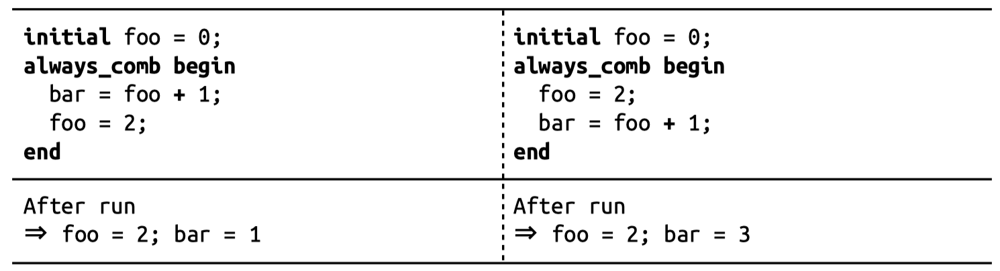 initial foo = 0;
always_comb begin
bar = foo + 1;
foo = 2;
end
After run
⇒ foo = 2; bar = 1
initial foo = 0;
always_comb begin
foo = 2;
bar = foo + 1;
end
After run
⇒ foo = 2; bar = 3